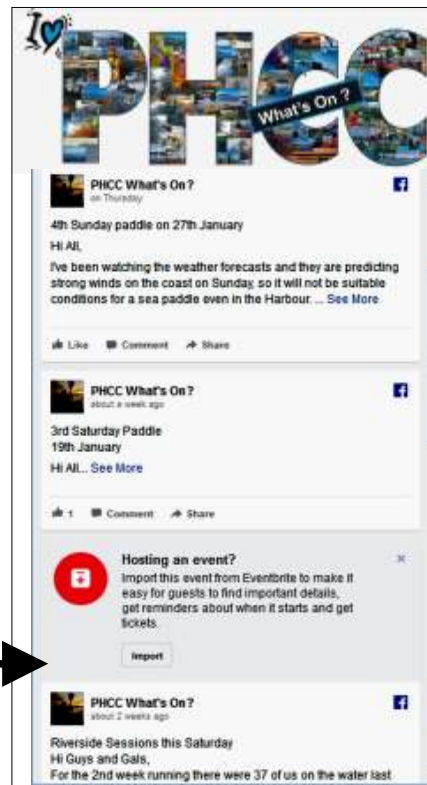 I
PHCC
What's On ?
PHCC What's On?
on Thursday
4th Sunday paddle on 27th January
Hi All,
I've been watching the weather forecasts and they are predicting
strong winds on the coast on Sunday, so it will not be suitable
conditions for a sea paddle even in the Harbour. ... See More
Like Comment Share
PHCC What's On?
about a week ago
3rd Saturday Paddle
19th January
Hi All... See More
1 Comment Share
Hosting an event?
Import this event from Eventbrite to make it
easy for guests to find important details,
get reminders about when it starts and get
tickets.
Import
PHCC What's On?
about 2 weeks ago
Riverside Sessions this Saturday
Hi Guys and Gals,
For the 2nd week running there were 37 of us on the water last